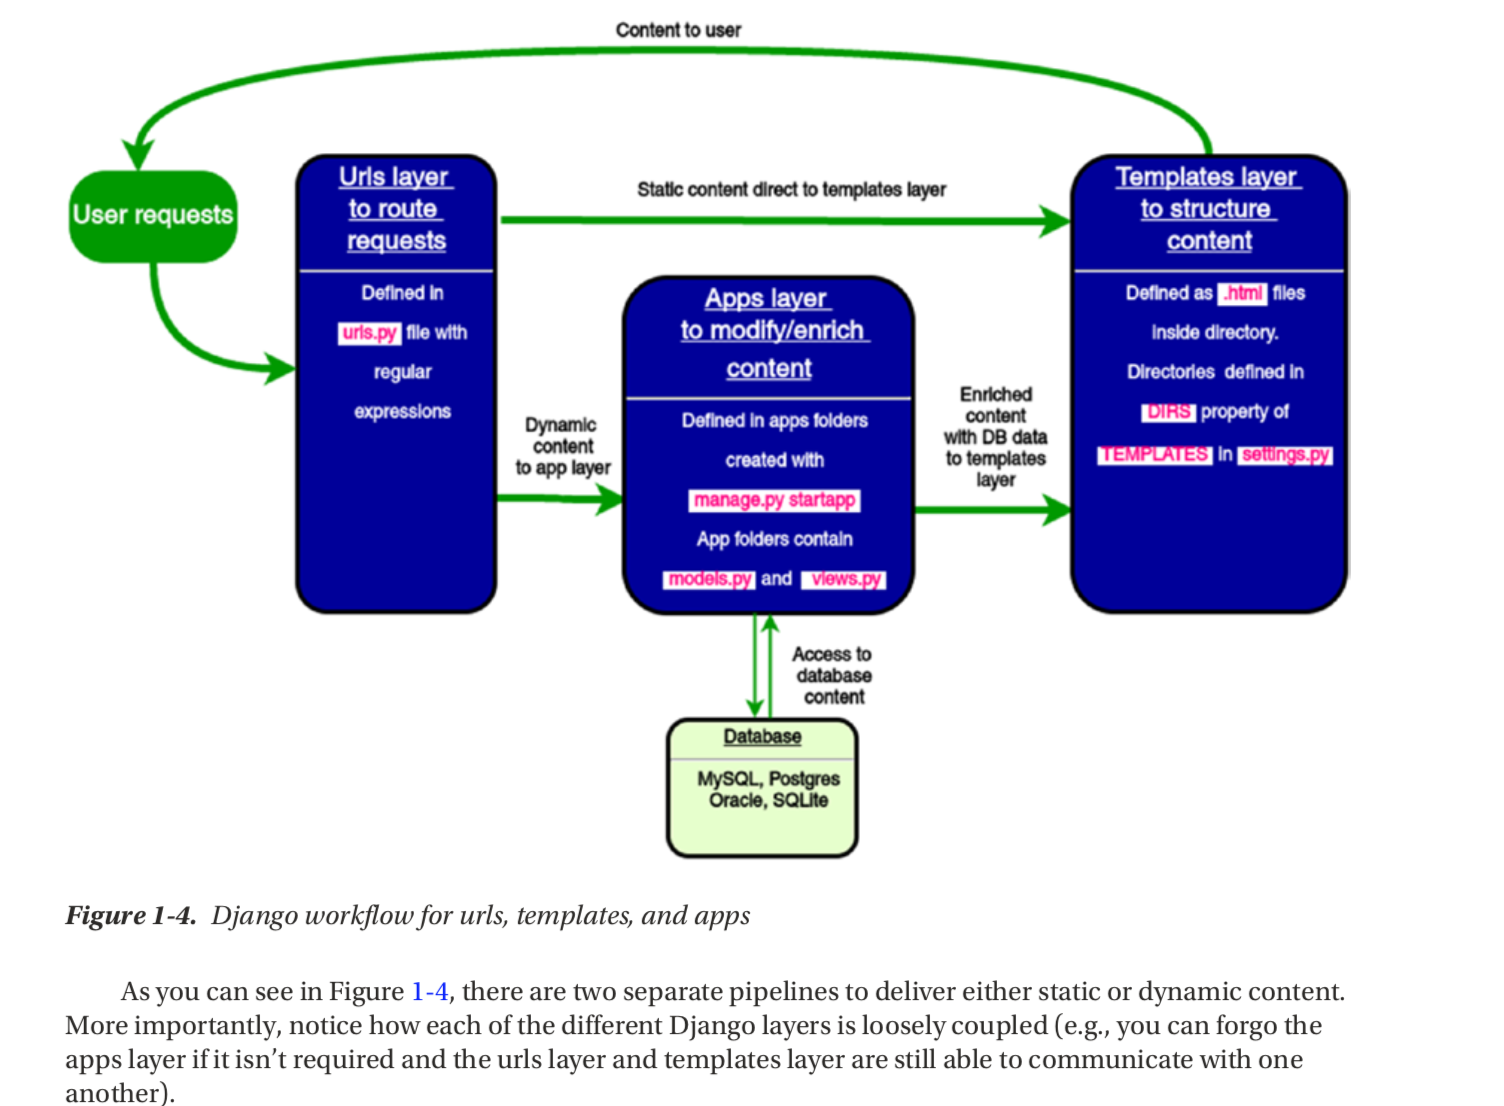 Content to user
User requests
Urls layer
to route
requests
Defined in
urls.py file with
regular
expressions
Static content direct to templates layer
Dynamic
content
to app layer
Apps layer
to modify/enrich
content
Defined in apps folders
created with
manage.py startapp
App folders contain
models.py and views.py
Enriched
content
with DB data
to templates
layer
Templates layer
to structure
content
Defined as .html files
inside directory.
Directories defined in
DIRS property of
TEMPLATES in settings.py
Access to
database
content
Database
MySQL, Postgres
Oracle, SQLite
Figure 1-4. Django workflow for urls, templates, and apps
As you can see in Figure 1-4, there are two separate pipelines to deliver either static or dynamic content.
More importantly, notice how each of the different Django layers is loosely coupled (e.g., you can forgo the
apps layer if it isn't required and the urls layer and templates layer are still able to communicate with one
another).